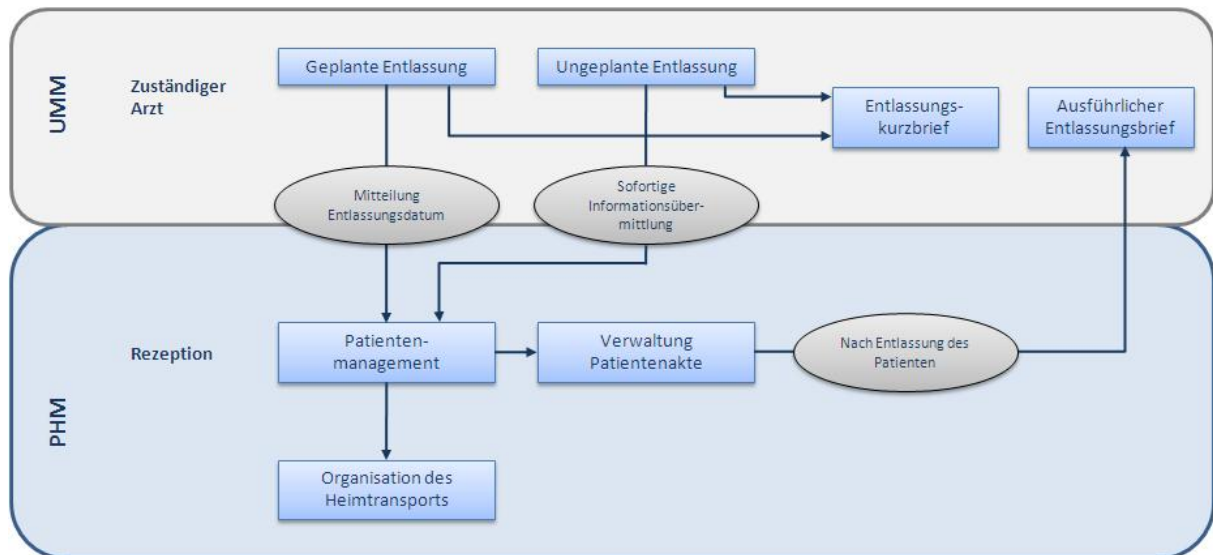 UMM
Zuständiger
Arzt
Geplante Entlassung
Ungeplante Entlassung
Entlassungs-
kurzbrief
Ausführlicher
Entlassungsbrief
Mitteilung
Entlassungsdatum
Sofortige
Informationsüber-
mittlung
PHM
Rezeption
Patienten-
management
Verwaltung
Patientenakte
Nach Entlassung des
Patienten
Organisation des
Heimtransports